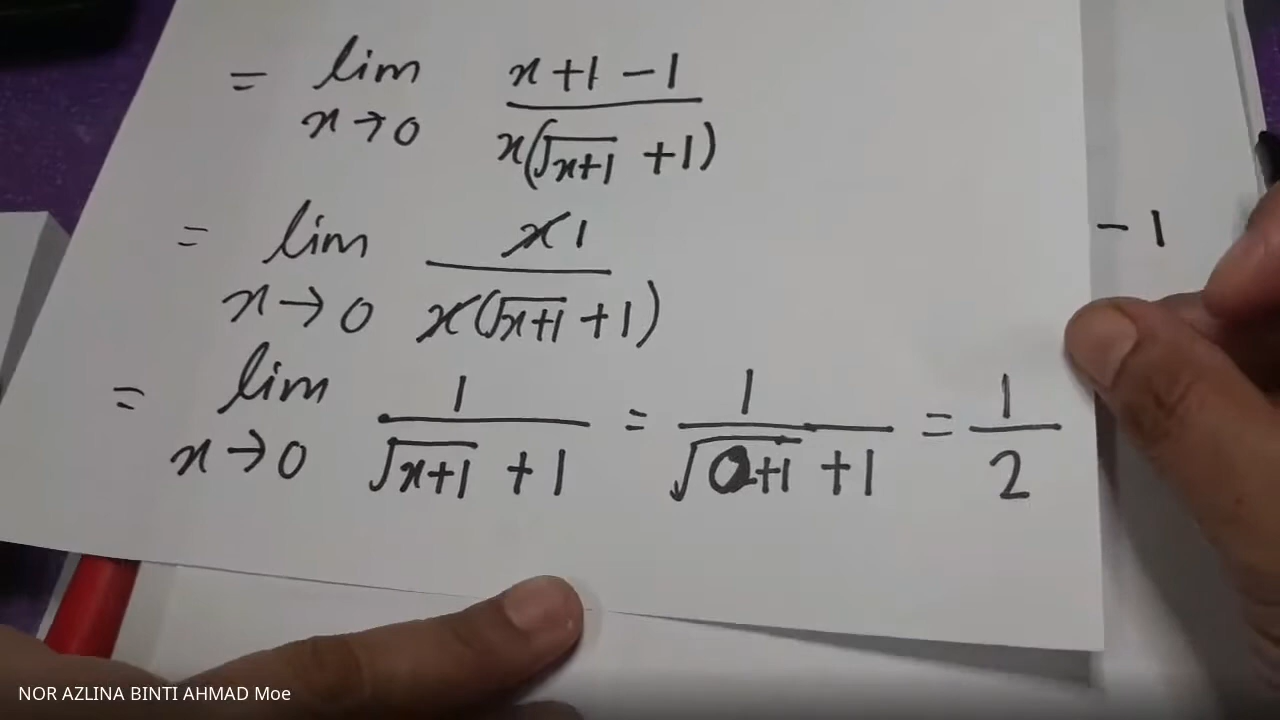 = lim x→0 (x+1-1)/(x(√(x+1) +1))
= lim x→0 (x 1)/(x(√(x+1) +1))
= lim x→0 1/(√(x+1) +1) = 1/(√(0+1) +1) = 1/2
-1
NOR AZLINA BINTI AHMAD Moe